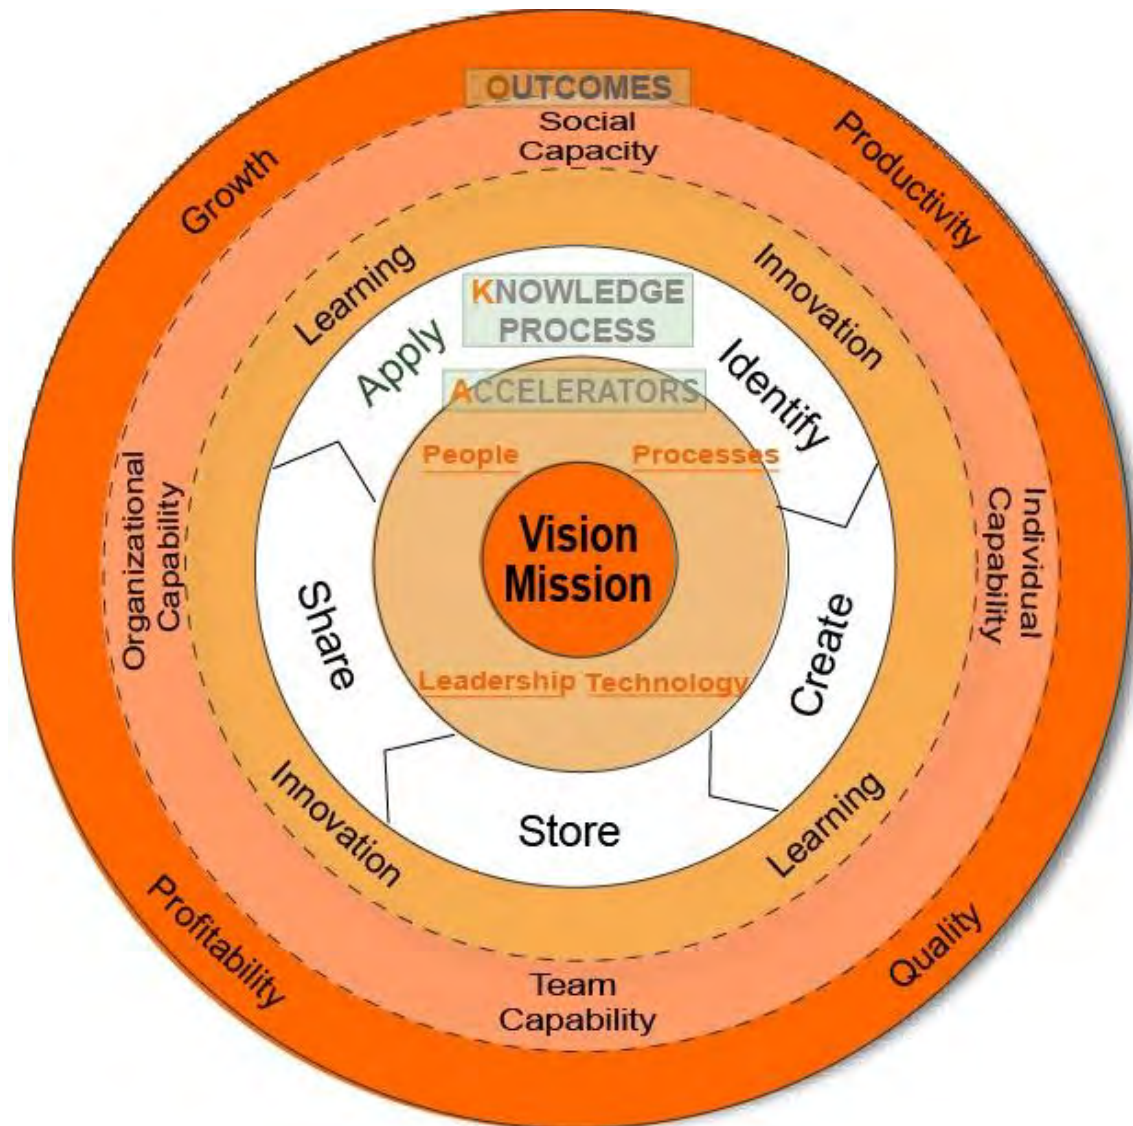 OUTCOMES
Social
Capacity
Growth
Productivity
Learning
Innovation
KNOWLEDGE
PROCESS
Apply
Identify
ACCELERATORS
People
Processes
Organizational
Capability
Individual
Capability
Vision
Mission
Share
Create
Leadership
Technology
Store
Innovation
Learning
Profitability
Quality
Team
Capability